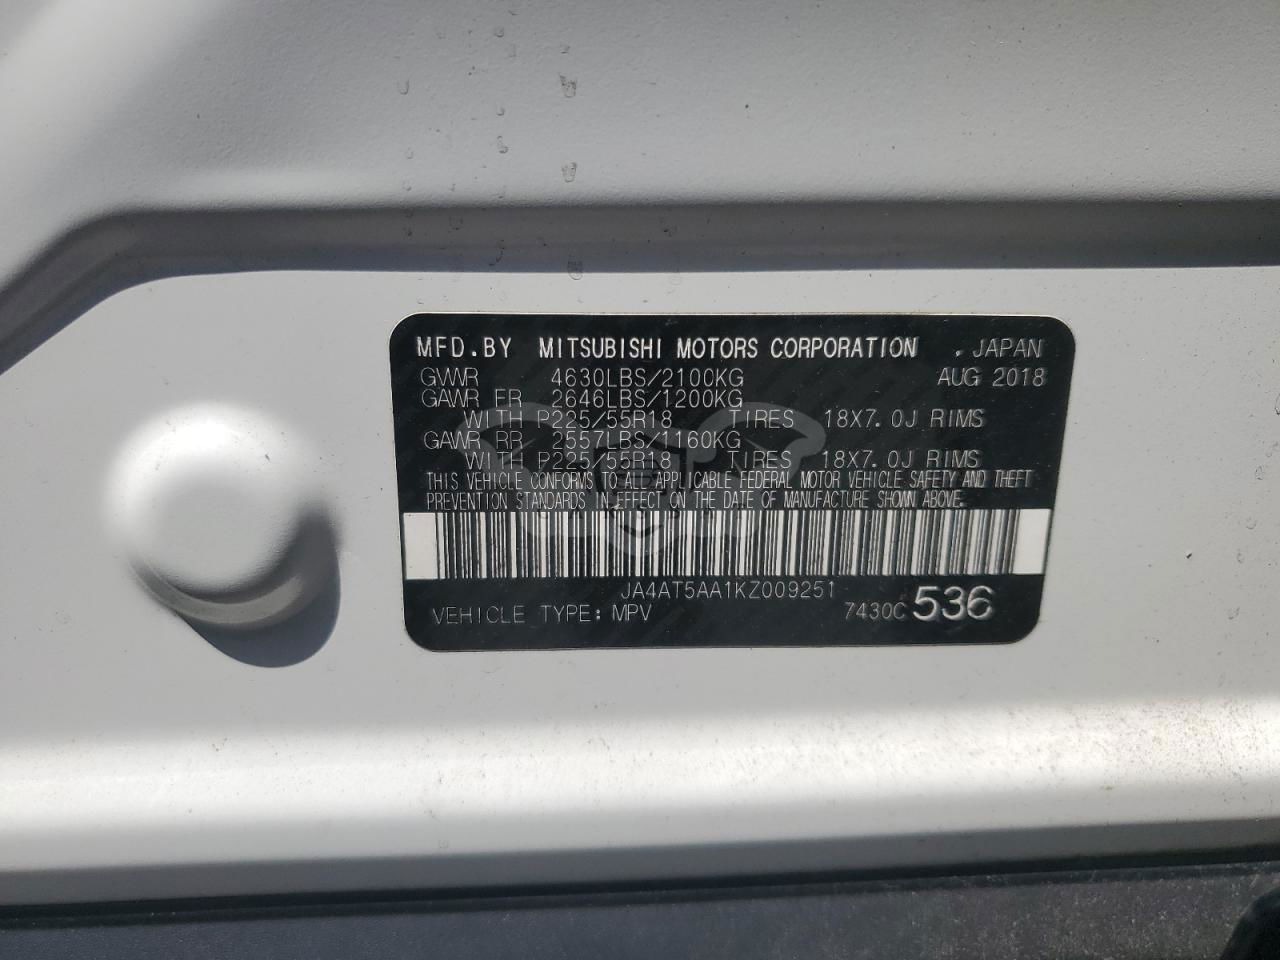 MFD.BY MITSUBISHI MOTORS CORPORATION .JAPAN
GVWR 4630LBS/2100KG AUG 2018
GAWR FR 2646LBS/1200KG
WITH P225/55R18 TIRES 18X7.0J RIMS
GAWR RR 2557LBS/1160KG
WITH P225/55R18 TIRES 18X7.0J RIMS
THIS VEHICLE CONFORMS TO ALL APPLICABLE FEDERAL MOTOR VEHICLE SAFETY AND THEFT
PREVENTION STANDARDS IN EFFECT ON THE DATE OF MANUFACTURE SHOWN ABOVE.
JA4AT5AA1KZ009251
VEHICLE TYPE: MPV 7430C 536